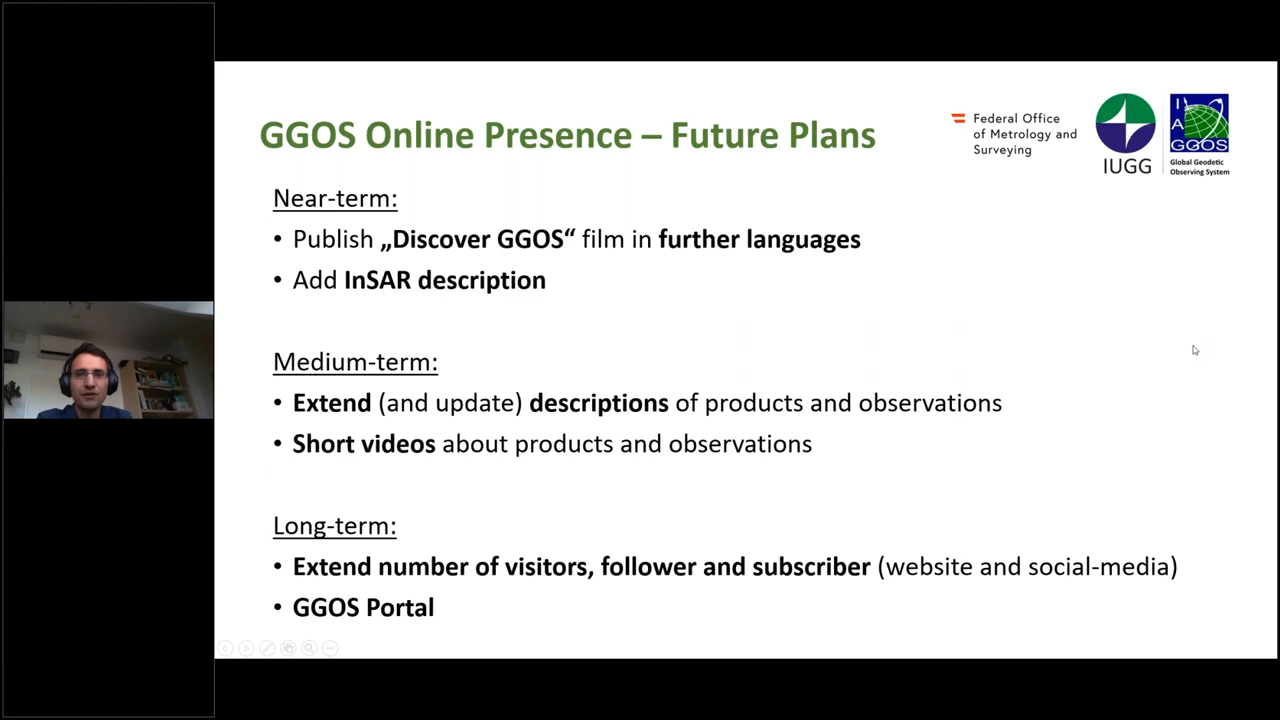 GGOS Online Presence – Future Plans
Federal Office
of Metrology and
Surveying
IUGG
I
A
GGOS
Global Geodetic
Observing System
Near-term:
• Publish „Discover GGOS“ film in further languages
• Add InSAR description
Medium-term:
• Extend (and update) descriptions of products and observations
• Short videos about products and observations
Long-term:
• Extend number of visitors, follower and subscriber (website and social-media)
• GGOS Portal